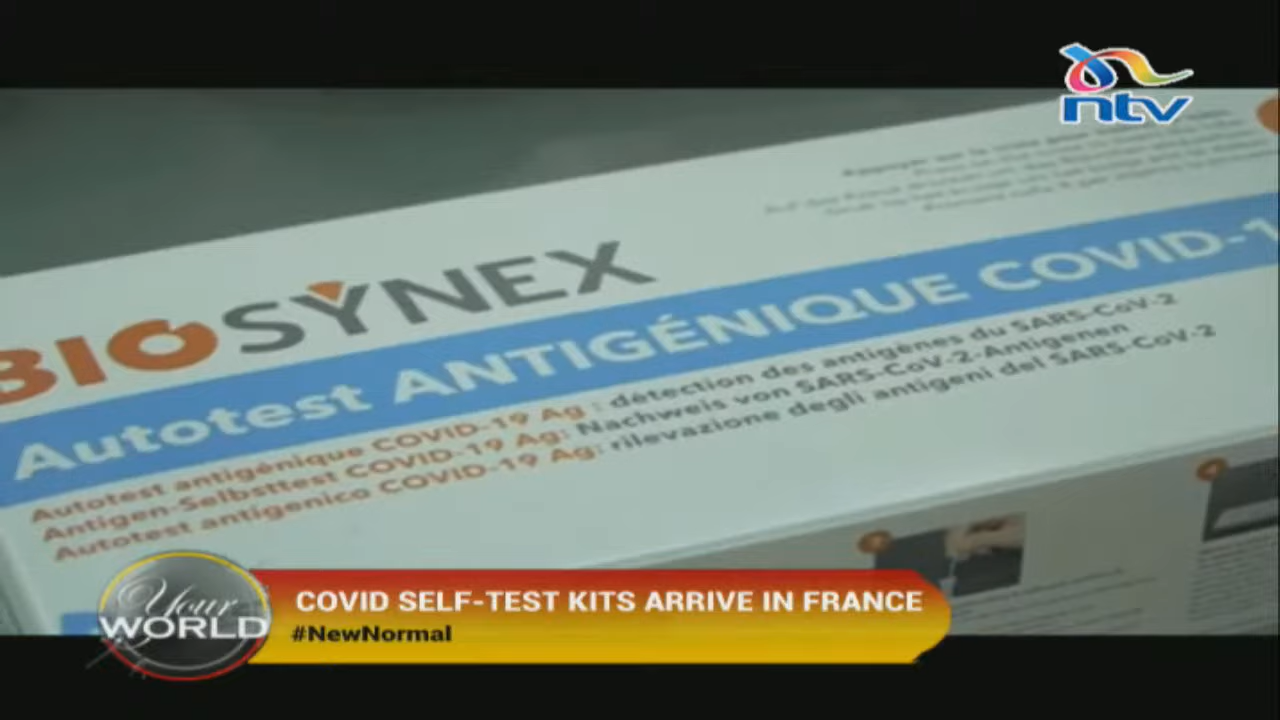 ntv
BIOSYNEX
Autotest ANTIGÉNIQUE COVID-1
Autotest antigénique COVID-19 Ag : détection des antigènes du SARS-CoV-2
Antigen-Selbsttest COVID-19 Ag: Nachweis von SARS-CoV-2-Antigenen
Autotest antigenico COVID-19 Ag: rilevazione degli antigeni del SARS-CoV-2
Your
WORLD
COVID SELF-TEST KITS ARRIVE IN FRANCE
#NewNormal